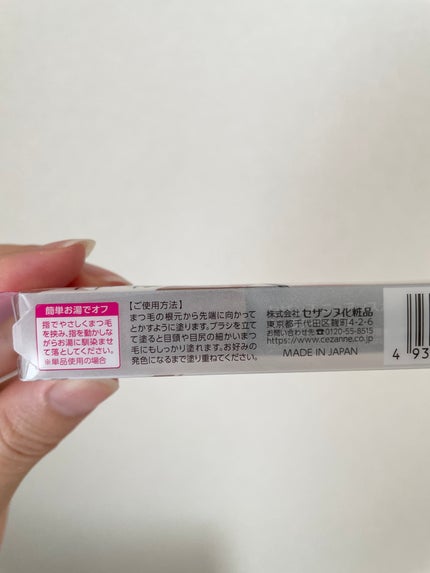 簡単お湯でオフ
指でやさしくまつ毛
を挟み、指を動かしな
がらお湯に馴染ませ
て落としてください。
※単品使用の場合
【ご使用方法】
まつ毛の根元から先端に向かって
とかすように塗ります。ブラシを立て
て塗ると目頭や目尻の細かいまつ
毛にもしっかり塗れます。お好みの
発色になるまで塗り重ねてください。
株式会社 セザンヌ化粧品
東京都千代田区麹町4-2-6
お問い合わせ先☎0120-55-8515
https://www.cezanne.co.jp
MADE IN JAPAN
4 93